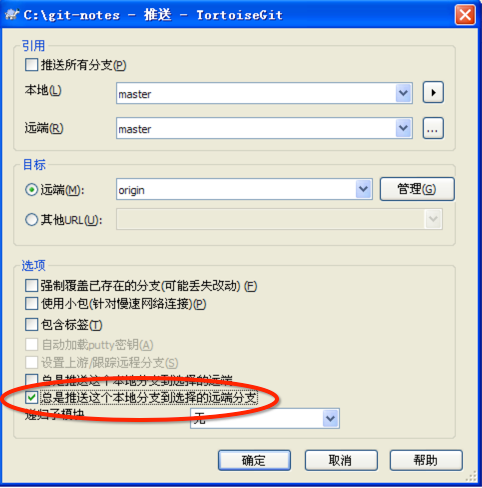 C:\git-notes - 推送 - TortoiseGit
引用
推送所有分支(P)
本地(L)
master
远端(R)
master
...
目标
远端(M):
origin
管理(G)
其他URL(U):
选项
强制覆盖已存在的分支(可能丢失改动) (F)
使用小包(针对慢速网络连接)(P)
包含标签(T)
自动加载putty密钥(A)
设置上游/跟踪远程分支(S)
总是推送这个本地分支到选择的远端
总是推送这个本地分支到选择的远端分支
递归子模块
无
确定
取消
帮助